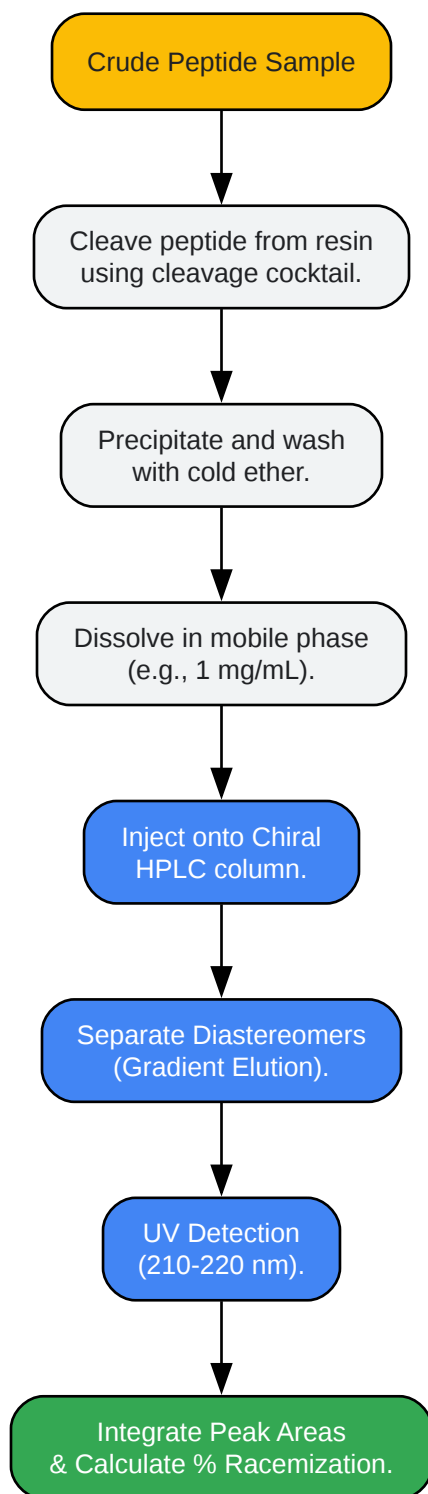 Crude Peptide Sample
Cleave peptide from resin
using cleavage cocktail.
Precipitate and wash
with cold ether.
Dissolve in mobile phase
(e.g., 1 mg/mL).
Inject onto Chiral
HPLC column.
Separate Diastereomers
(Gradient Elution).
UV Detection
(210-220 nm).
Integrate Peak Areas
& Calculate % Racemization.